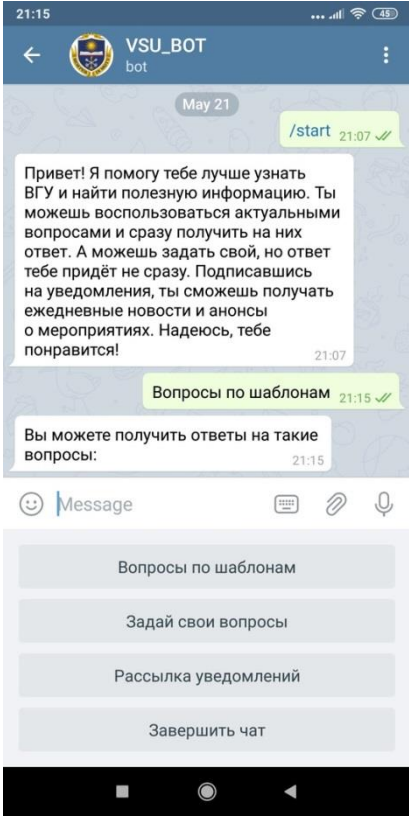 21:15
45
VSU_BOT
bot
May 21
/start 21:07
Привет! Я помогу тебе лучше узнать
ВГУ и найти полезную информацию. Ты
можешь воспользоваться актуальными
вопросами и сразу получить на них
ответ. А можешь задать свой, но ответ
тебе придёт не сразу. Подписавшись
на уведомления, ты сможешь получать
ежедневные новости и анонсы
о мероприятиях. Надеюсь, тебе
понравится!
21:07
Вопросы по шаблонам 21:15
Вы можете получить ответы на такие
вопросы:
21:15
Message
Вопросы по шаблонам
Задай свои вопросы
Рассылка уведомлений
Завершить чат